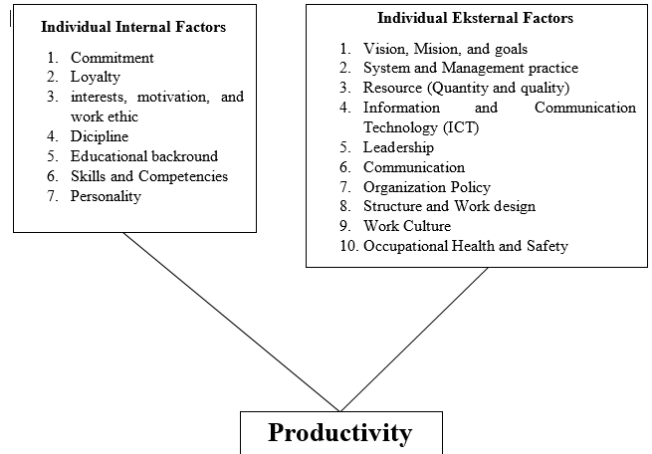 Individual Internal Factors
1. Commitment
2. Loyalty
3. interests, motivation, and
work ethic
4. Dicipline
5. Educational backround
6. Skills and Competencies
7. Personality
Individual Eksternal Factors
1. Vision, Mision, and goals
2. System and Management practice
3. Resource (Quantity and quality)
4. Information and Communication
Technology (ICT)
5. Leadership
6. Communication
7. Organization Policy
8. Structure and Work design
9. Work Culture
10. Occupational Health and Safety
Productivity